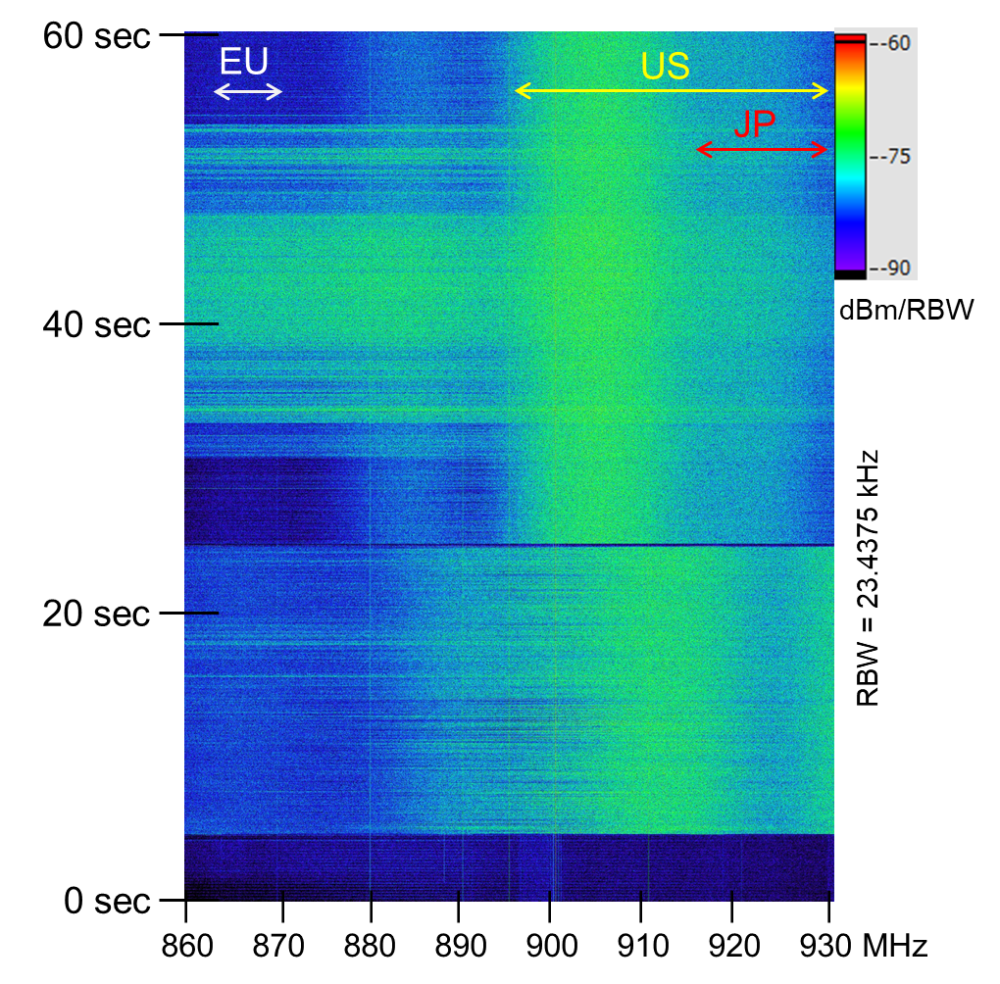 60 sec
EU
US
JP
--60
--75
--90
dBm/RBW
40 sec
RBW = 23.4375 kHz
20 sec
0 sec
860 870 880 890 900 910 920 930 MHz